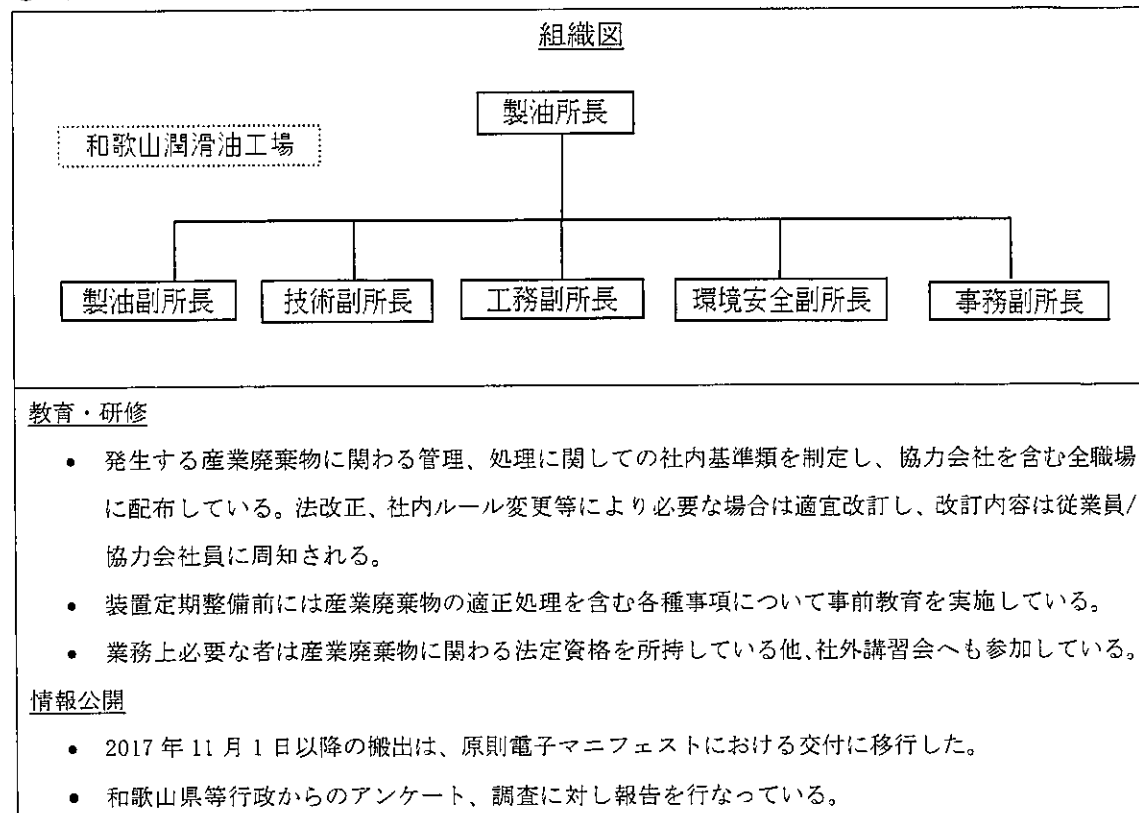 組織図
製油所長
和歌山潤滑油工場
製油副所長 技術副所長 工務副所長 環境安全副所長 事務副所長
教育・研修
• 発生する産業廃棄物に関わる管理、処理に関しての社内基準類を制定し、協力会社を含む全職場
に配布している。法改正、社内ルール変更等により必要な場合は適宜改訂し、改訂内容は従業員/
協力会社員に周知される。
• 装置定期整備前には産業廃棄物の適正処理を含む各種事項について事前教育を実施している。
• 業務上必要な者は産業廃棄物に関わる法定資格を所持している他、社外講習会へも参加している。
情報公開
• 2017 年 11 月 1 日以降の搬出は、原則電子マニフェストにおける交付に移行した。
• 和歌山県等行政からのアンケート、調査に対し報告を行なっている。